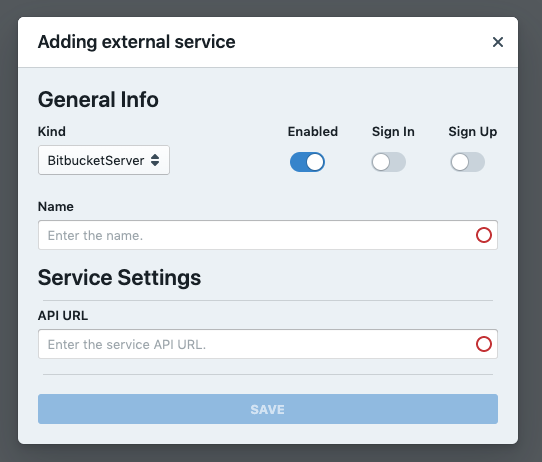 Adding external service
General Info
Kind Enabled Sign In Sign Up
BitbucketServer
Name
Enter the name.
Service Settings
API URL
Enter the service API URL.
SAVE